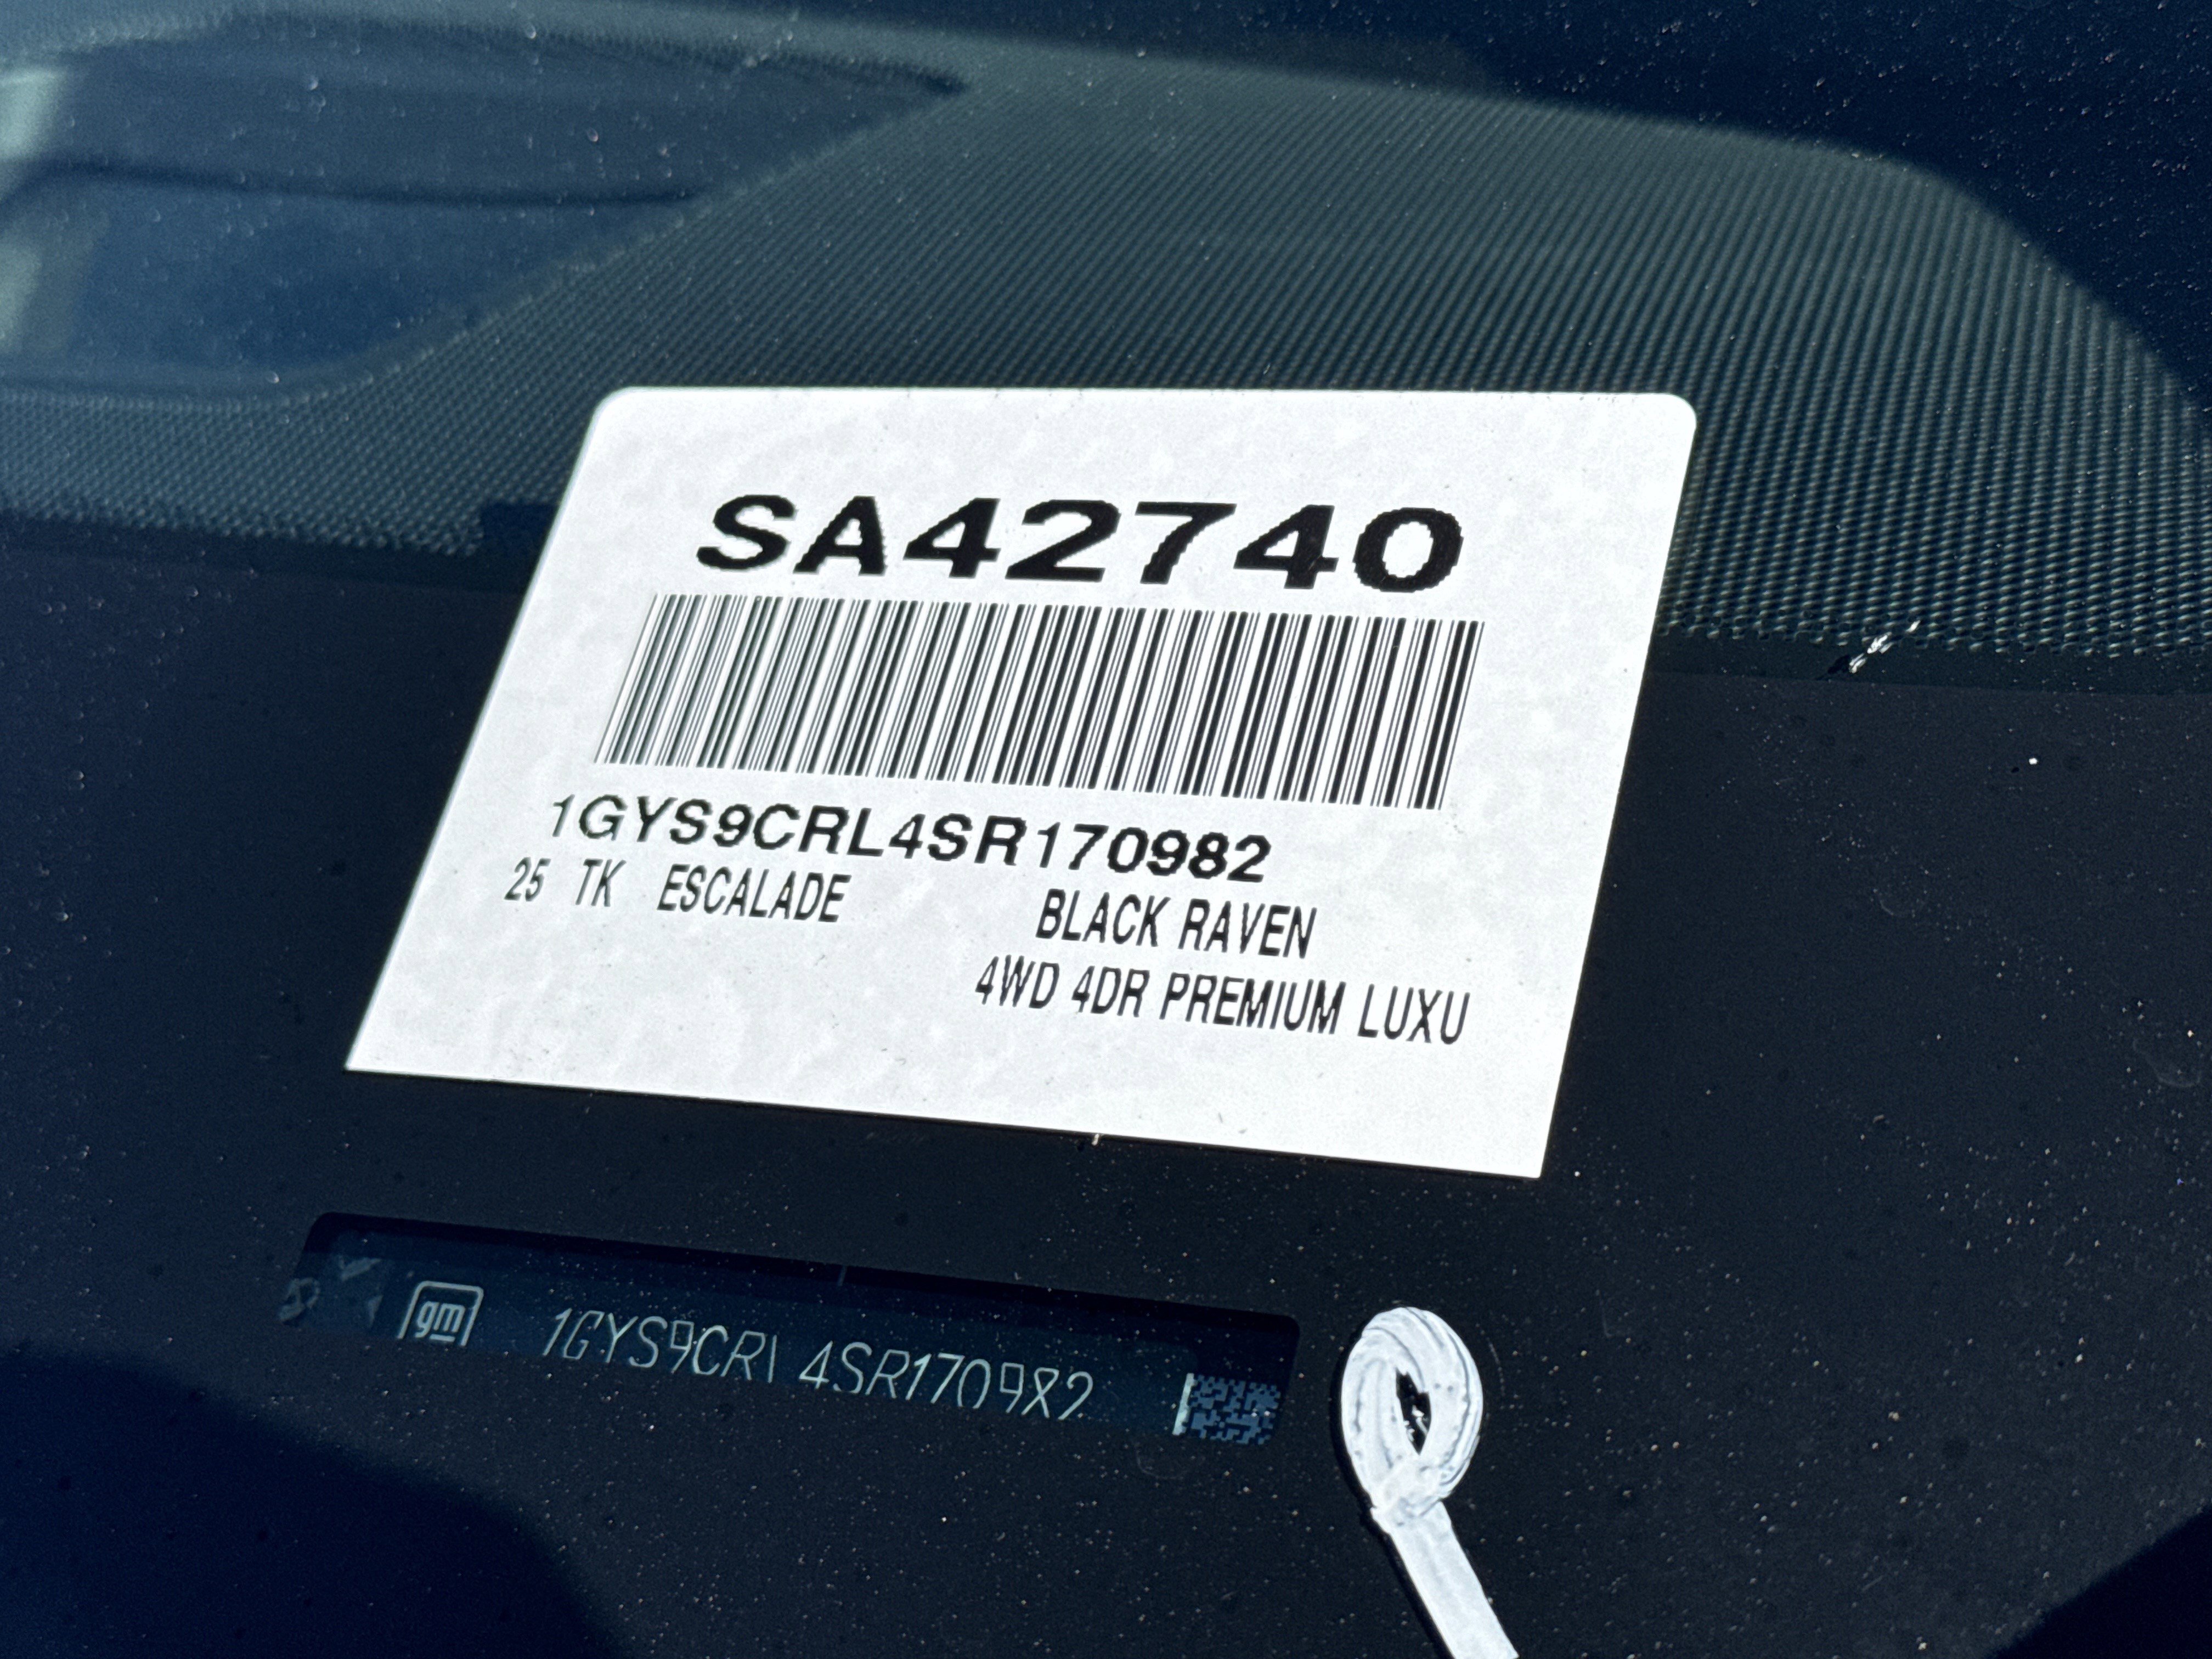 SA42740
1GYS9CRL4SR170982
25 TK ESCALADE BLACK RAVEN
4WD 4DR PREMIUM LUXU
gm 1GYS9CRL4SR170982